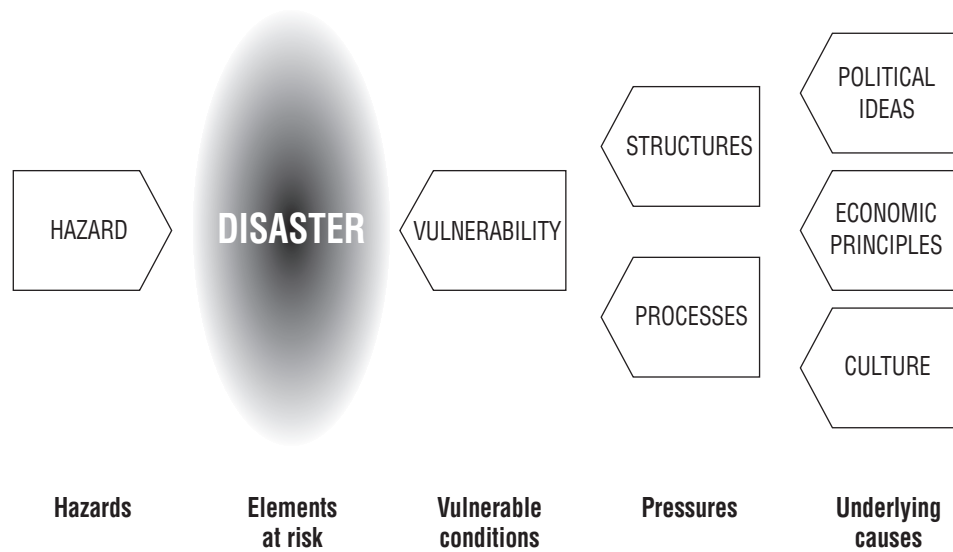 HAZARD
DISASTER
VULNERABILITY
STRUCTURES
PROCESSES
POLITICAL
IDEAS
ECONOMIC
PRINCIPLES
CULTURE
Hazards
Elements
at risk
Vulnerable
conditions
Pressures
Underlying
causes